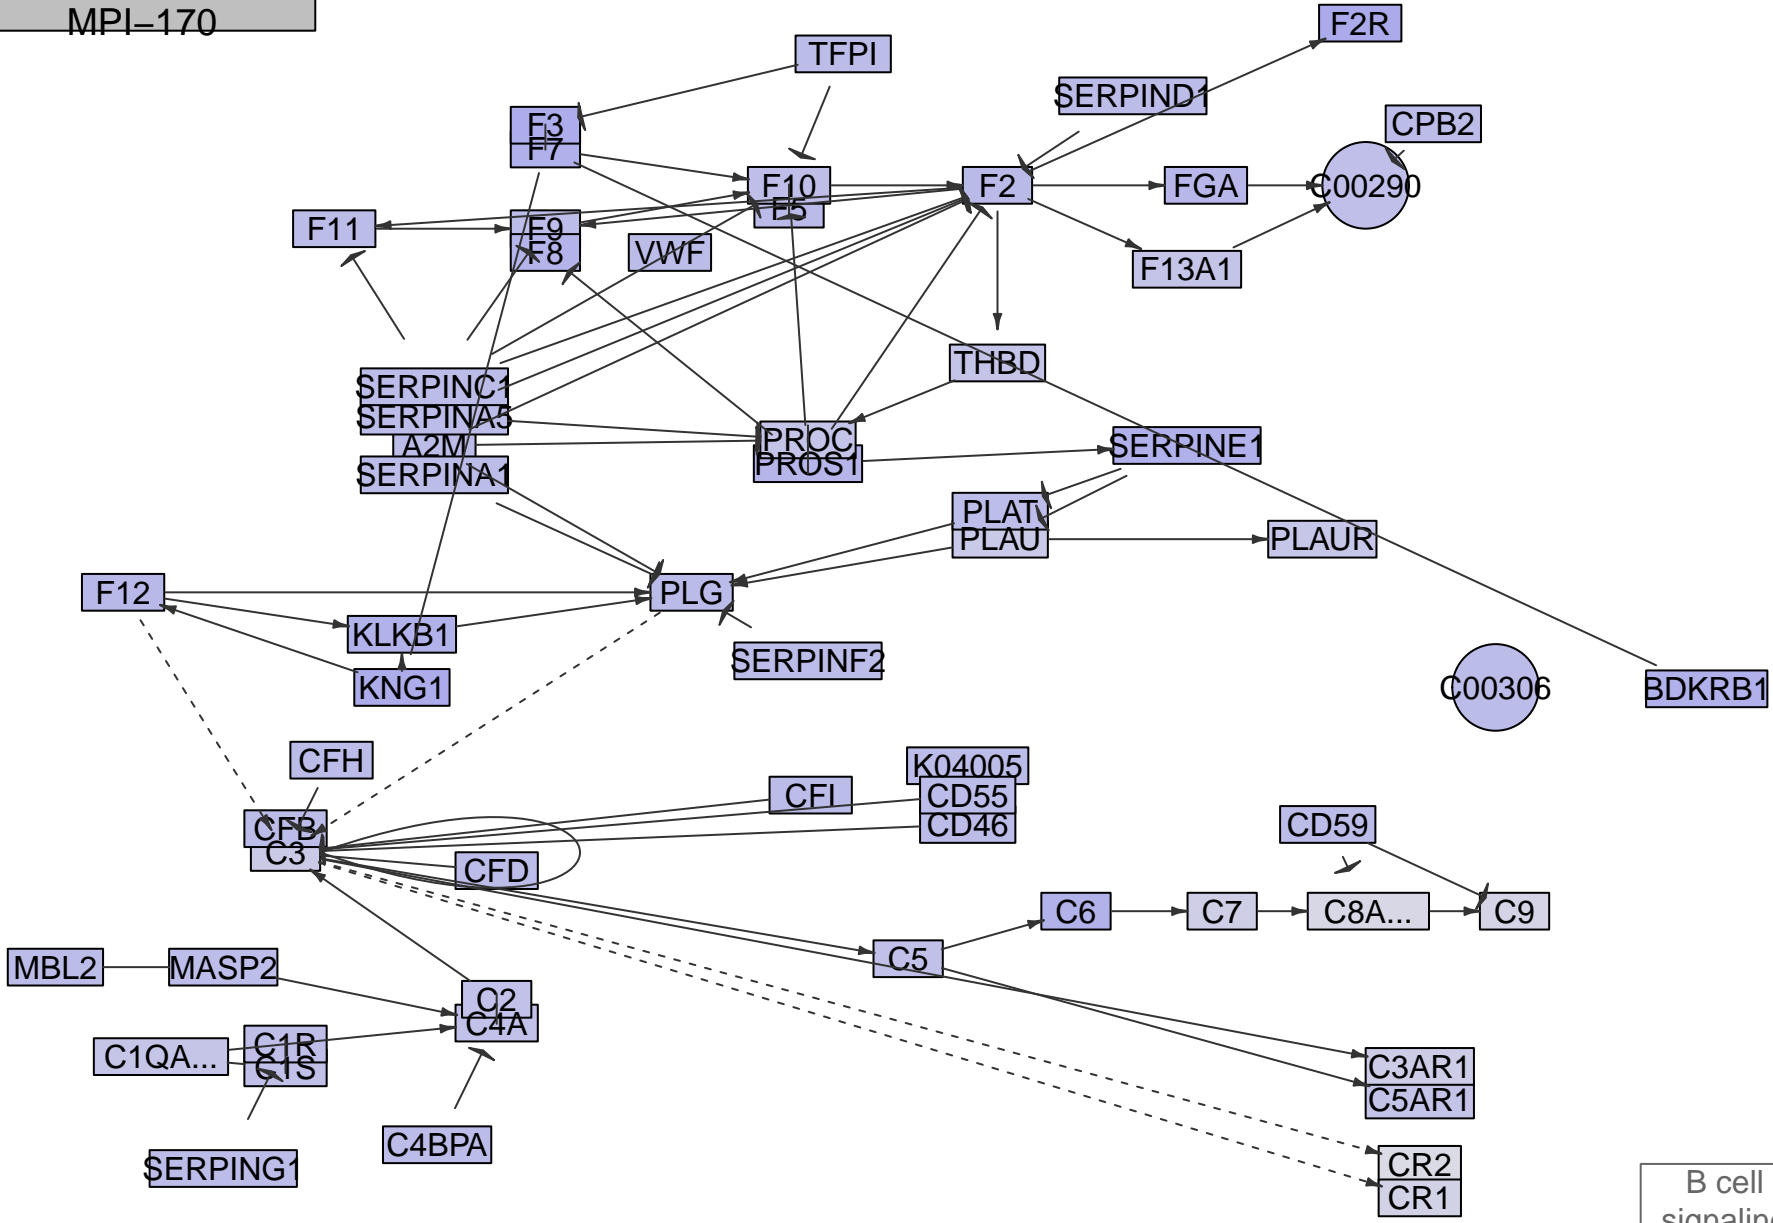 MPI–170
F2R
TFPI
SERPIND1
CPB2
F3
F7
F10
F5
F2
FGA
C00290
F11
F9
F8
VWF
F13A1
THBD
SERPINC1
SERPINA5
A2M
SERPINA1
PROC
PROS1
SERPINE1
PLAT
PLAU
PLAUR
F12
PLG
KLKB1
KNG1
SERPINF2
C00306
BDKRB1
CFH
CFI
K04005
CD55
CD46
CFB
C3
CFD
CD59
C6
C7
C8A...
C9
C5
MBL2
MASP2
C2
C4A
C1QA...
C1R
C1S
C3AR1
C5AR1
C4BPA
SERPING1
CR2
CR1
B cell
signaling